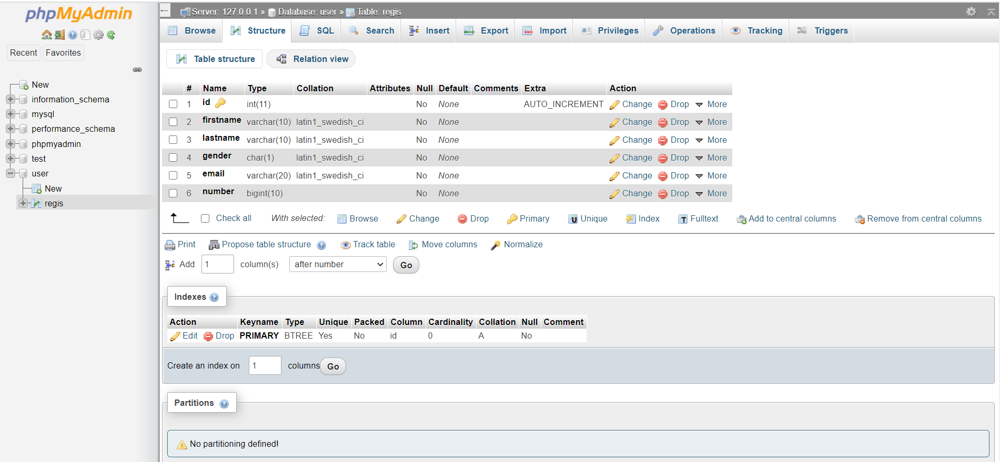 phpMyAdmin
Recent Favorites
New
information_schema
mysql
performance_schema
phpmyadmin
test
user
New
regis
Server: 127.0.0.1 » Database: user » Table: regis
Browse Structure SQL Search Insert Export Import Privileges Operations Tracking Triggers
Table structure Relation view
# Name Type Collation Attributes Null Default Comments Extra Action
1 id int(11) No None AUTO_INCREMENT Change Drop More
2 firstname varchar(10) latin1_swedish_ci No None Change Drop More
3 lastname varchar(10) latin1_swedish_ci No None Change Drop More
4 gender char(1) latin1_swedish_ci No None Change Drop More
5 email varchar(20) latin1_swedish_ci No None Change Drop More
6 number bigint(10) No None Change Drop More
Check all With selected: Browse Change Drop Primary Unique Index Fulltext Add to central columns Remove from central columns
Print Propose table structure Track table Move columns Normalize
Add 1 column(s) after number Go
Indexes
Action Keyname Type Unique Packed Column Cardinality Collation Null Comment
Edit Drop PRIMARY BTREE Yes No id 0 A No
Create an index on 1 columns Go
Partitions
No partitioning defined!